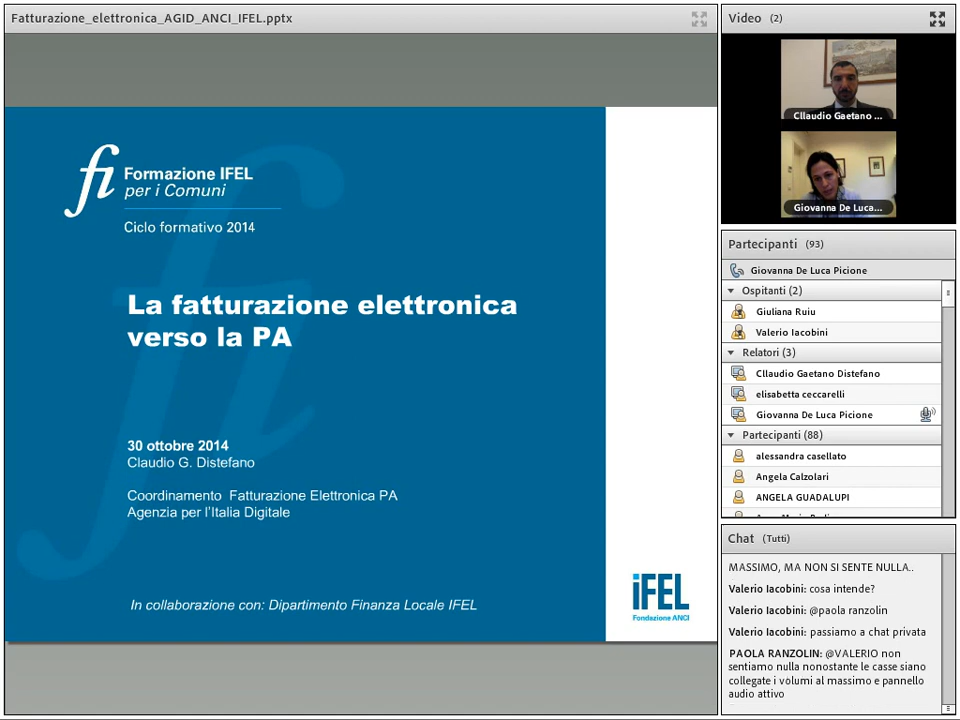 Fatturazione_elettronica_AGID_ANCI_IFEL.pptx
fi
Formazione IFEL
per i Comuni
Ciclo formativo 2014
La fatturazione elettronica
verso la PA
30 ottobre 2014
Claudio G. Distefano
Coordinamento Fatturazione Elettronica PA
Agenzia per l'Italia Digitale
In collaborazione con: Dipartimento Finanza Locale IFEL
iFEL
Fondazione ANCI
Video (2)
Cllaudio Gaetano ...
Giovanna De Luca...
Partecipanti (93)
Giovanna De Luca Picione
Ospitanti (2)
Giuliana Ruiu
Valerio Iacobini
Relatori (3)
Cllaudio Gaetano Distefano
elisabetta ceccarelli
Giovanna De Luca Picione
Partecipanti (88)
alessandra casellato
Angela Calzolari
ANGELA GUADALUPI
Chat (Tutti)
MASSIMO, MA NON SI SENTE NULLA..
Valerio Iacobini: cosa intende?
Valerio Iacobini: @paola ranzolin
Valerio Iacobini: passiamo a chat privata
PAOLA RANZOLIN: @VALERIO non
sentiamo nulla nonostante le casse siano
collegate i volumi al massimo e pannello
audio attivo